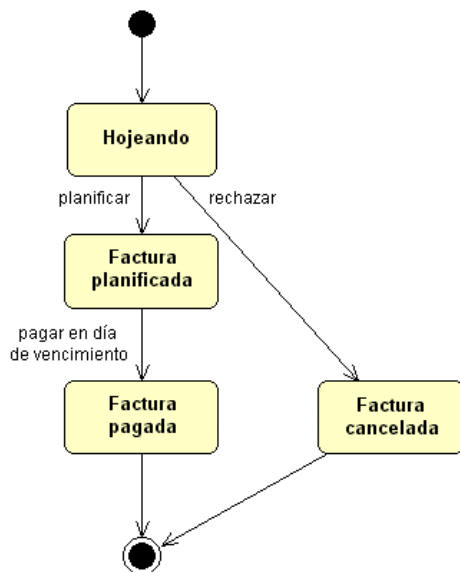 Hojeando
planificar
rechazar
Factura
planificada
pagar en día
de vencimiento
Factura
pagada
Factura
cancelada